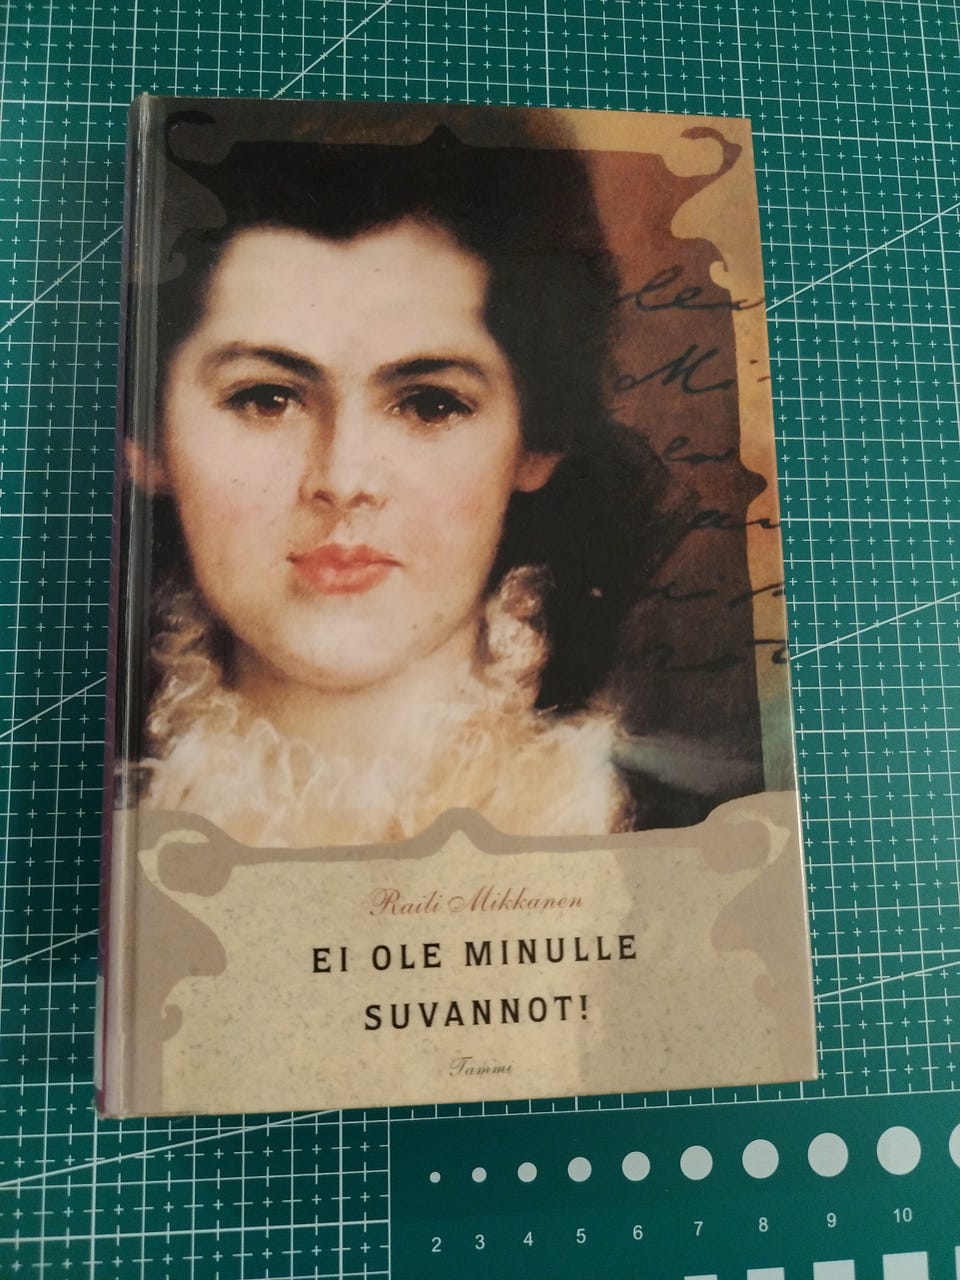 Raili Mikkanen
EI OLE MINULLE
SUVANNOT!
Tammi
2 3 4 5 6 7 8 9 10